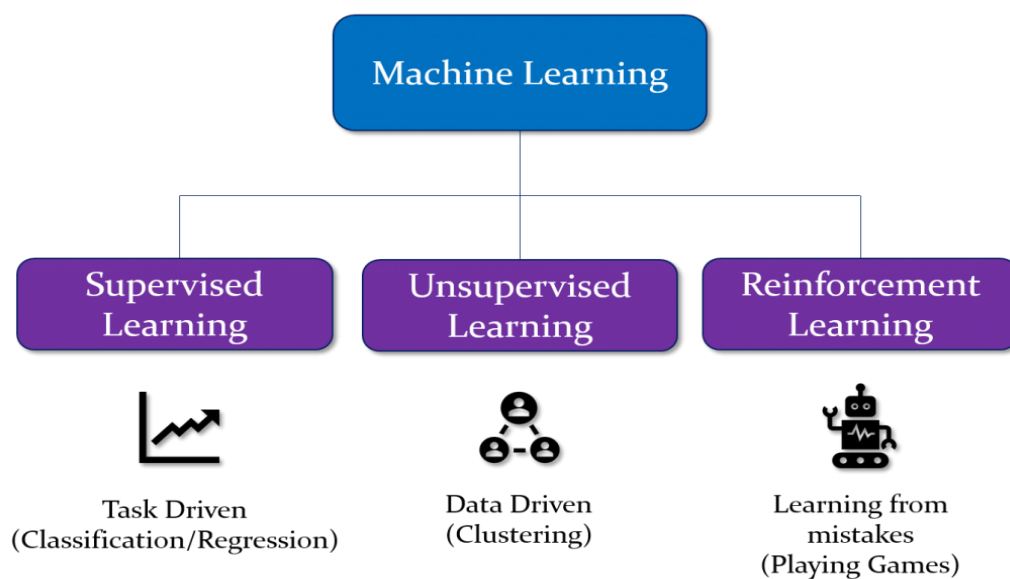 Machine Learning
Supervised
Learning
Unsupervised
Learning
Reinforcement
Learning
Task Driven
(Classification/Regression)
Data Driven
(Clustering)
Learning from
mistakes
(Playing Games)